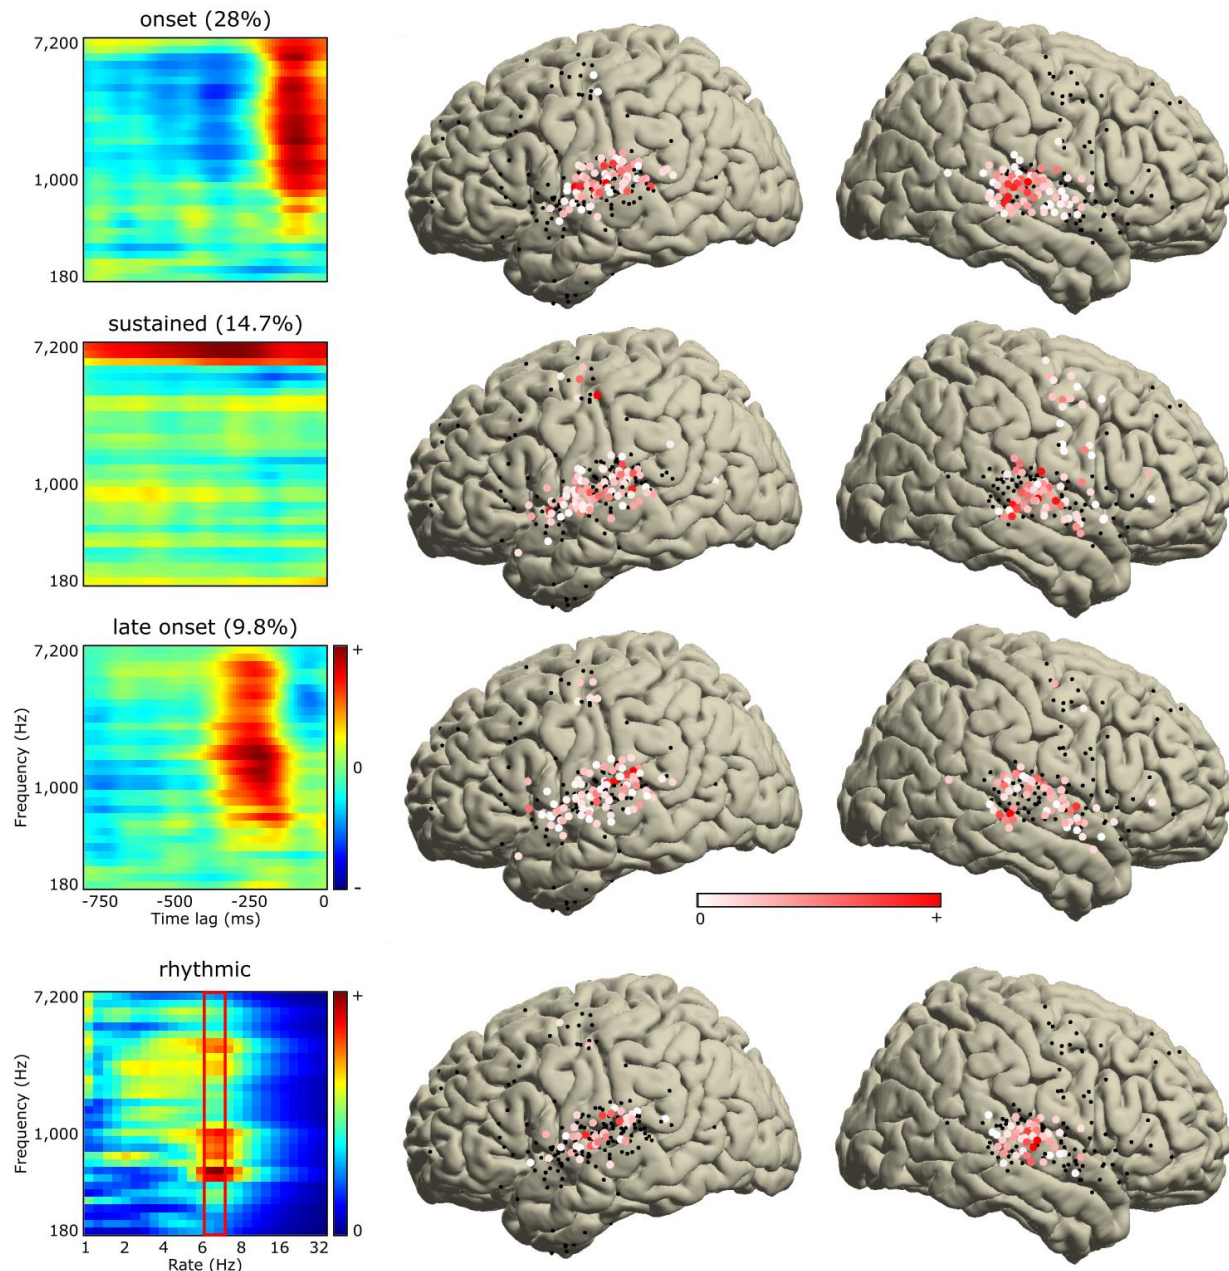 onset (28%)
7,200
1,000
180
sustained (14.7%)
7,200
1,000
180
late onset (9.8%)
7,200
1,000
180
Frequency (Hz)
-750 -500 -250 0
Time lag (ms)
+
0
-
0 +
rhythmic
7,200
1,000
180
Frequency (Hz)
1 2 4 6 8 16 32
Rate (Hz)
+
0